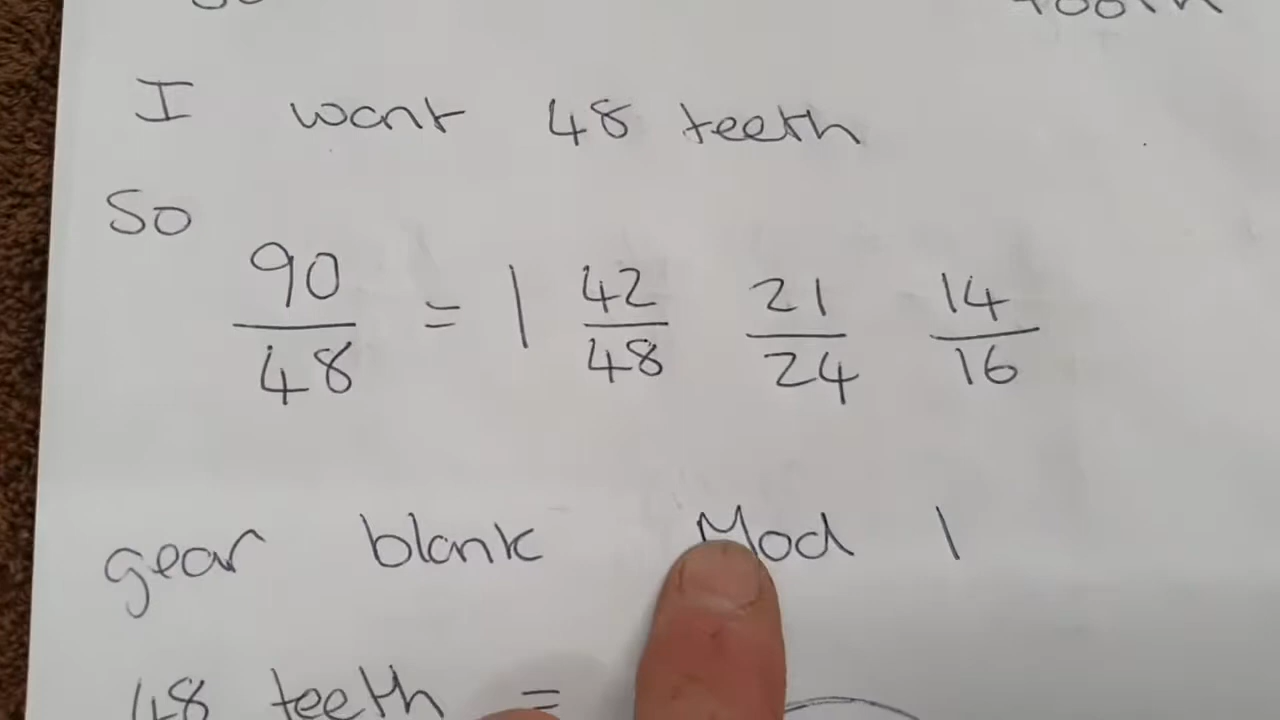 I want 48 teeth
So
90/48 = 1 42/48 21/24 14/16
gear blank Mod 1
48 teeth =